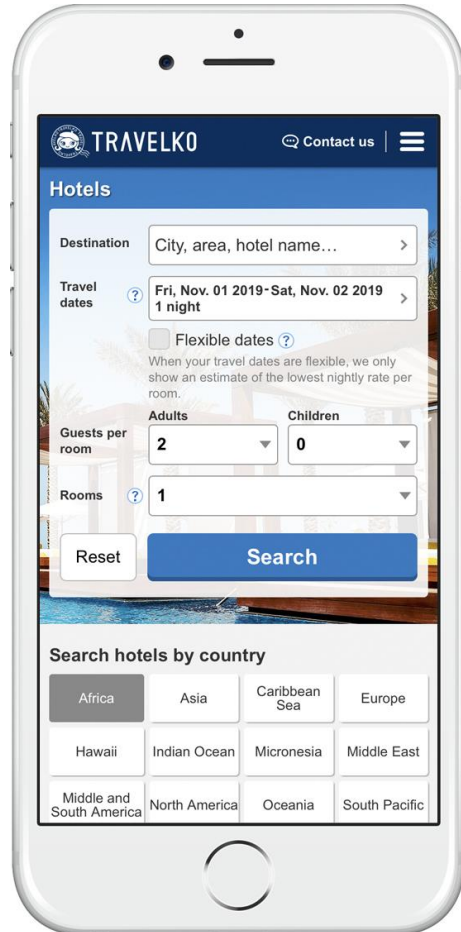 TRAVELKO
Contact us
Hotels
Destination
City, area, hotel name…
Travel
dates
?
Fri, Nov. 01 2019-Sat, Nov.
02 2019
1 night
Flexible dates ?
When your travel dates are flexible, we only
show an estimate of the lowest nightly rate per
room.
Adults
Children
Guests per
room
2
0
Rooms
?
1
Reset
Search
Search hotels by country
Africa
Asia
Caribbean
Sea
Europe
Hawaii
Indian Ocean
Micronesia
Middle East
Middle and
South America
North America
Oceania
South Pacific